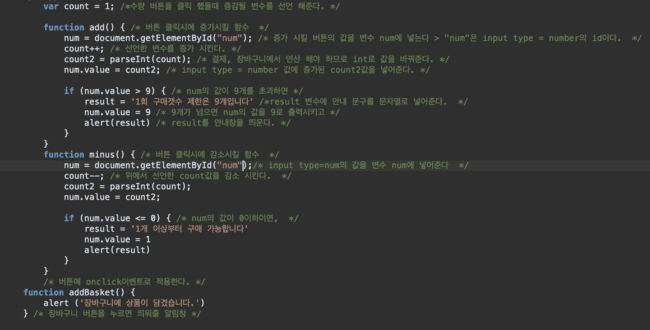 var count = 1; /*수량 버튼을 클릭 했을때 증감될 변수를 선언 해준다. */
function add() { /* 버튼 클릭시에 증가시킬 함수  */
num = document.getElementById("num"); /* 증가 시킬 버튼의 값을 변수 num에 넣는다 > "num"은 input type = number의 id이다. */
count++; /* 선언한 변수를 증가 시킨다. */
count2 = parseInt(count); /* 결제, 장바구니에서 연산 해야 하므로 int로 값을 바꿔준다. */
num.value = count2; /* input type = number 값에 증가된 count2값을 넣어준다. */
if (num.value > 9) { /* num의 값이 9개를 초과하면 */
result = '1회 구매갯수 제한은 9개입니다' /*result 변수에 안내 문구를 문자열로 넣어준다. */
num.value = 9 /* 9개가 넘으면 num의 값을 9로 출력시키고 */
alert(result) /* result를 안내창을 띄운다. */
}
}
function minus() { /* 버튼 클릭시에 감소시킬 함수  */
num = document.getElementById("num");/* input type=num의 값을 변수 num에 넣어준다  */
count--; /* 위에서 선언한 count값을 감소 시킨다. */
count2 = parseInt(count);
num.value = count2;
if (num.value <= 0) { /* num의 값이 0이하이면,  */
result = '1개 이상부터 구매 가능합니다'
num.value = 1
alert(result)
}
}
/* 버튼에 onclick이벤트로 적용한다. */
function addBasket() {
alert ('장바구니에 상품이 담겼습니다.')
} /* 장바구니 버튼을 누르면 띄워줄 알림창 */